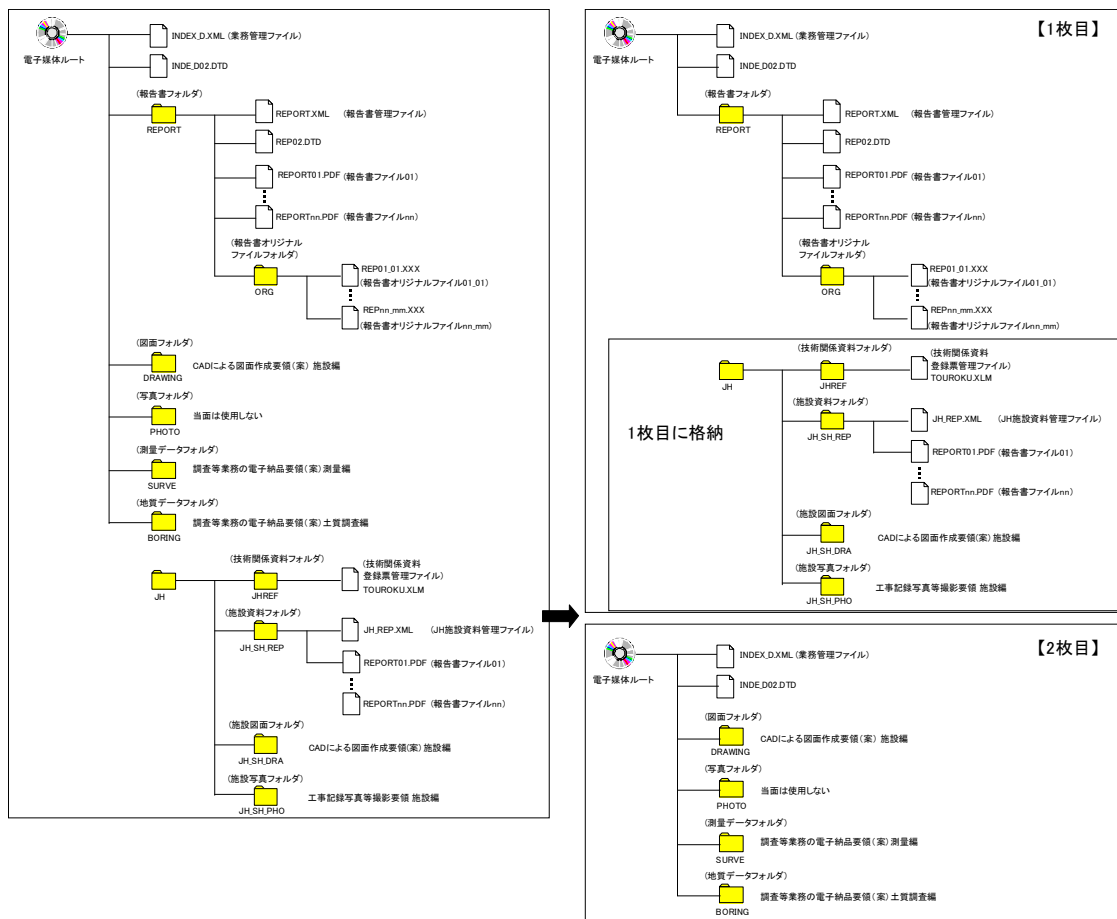 電子媒体ルート
INDEX_D.XML (業務管理ファイル)
INDE_D02.DTD
(報告書フォルダ)
REPORT
REPORT.XML (報告書管理ファイル)
REP02.DTD
REPORT01.PDF (報告書ファイル01)
REPORTnn.PDF (報告書ファイルnn)
(報告書オリジナル
ファイルフォルダ)
ORG
REP01_01.XXX
(報告書オリジナルファイル01_01)
REPnn_mm.XXX
(報告書オリジナルファイルnn_mm)
(図面フォルダ)
DRAWING
CADによる図面作成要領(案) 施設編
(写真フォルダ)
PHOTO
当面は使用しない
(測量データフォルダ)
SURVE
調査等業務の電子納品要領(案)測量編
(地質データフォルダ)
BORING
調査等業務の電子納品要領(案)土質調査編
JH
(技術関係資料フォルダ)
JHREF
(技術関係資料
登録票管理ファイル)
TOUROKU.XLM
(施設資料フォルダ)
JH_SH_REP
JH_REP.XML (JH施設資料管理ファイル)
REPORT01.PDF (報告書ファイル01)
REPORTnn.PDF (報告書ファイルnn)
(施設図面フォルダ)
JH_SH_DRA
CADによる図面作成要領(案) 施設編
(施設写真フォルダ)
JH_SH_PHO
工事記録写真等撮影要領 施設編
【1枚目】
電子媒体ルート
INDEX_D.XML (業務管理ファイル)
INDE_D02.DTD
(報告書フォルダ)
REPORT
REPORT.XML (報告書管理ファイル)
REP02.DTD
REPORT01.PDF (報告書ファイル01)
REPORTnn.PDF (報告書ファイルnn)
(報告書オリジナル
ファイルフォルダ)
ORG
REP01_01.XXX
(報告書オリジナルファイル01_01)
REPnn_mm.XXX
(報告書オリジナルファイルnn_mm)
1枚目に格納
JH
(技術関係資料フォルダ)
JHREF
(技術関係資料
登録票管理ファイル)
TOUROKU.XLM
(施設資料フォルダ)
JH_SH_REP
JH_REP.XML (JH施設資料管理ファイル)
REPORT01.PDF (報告書ファイル01)
REPORTnn.PDF (報告書ファイルnn)
(施設図面フォルダ)
JH_SH_DRA
CADによる図面作成要領(案) 施設編
(施設写真フォルダ)
JH_SH_PHO
工事記録写真等撮影要領 施設編
【2枚目】
電子媒体ルート
INDEX_D.XML (業務管理ファイル)
INDE_D02.DTD
(図面フォルダ)
DRAWING
CADによる図面作成要領(案) 施設編
(写真フォルダ)
PHOTO
当面は使用しない
(測量データフォルダ)
SURVE
調査等業務の電子納品要領(案)測量編
(地質データフォルダ)
BORING
調査等業務の電子納品要領(案)土質調査編